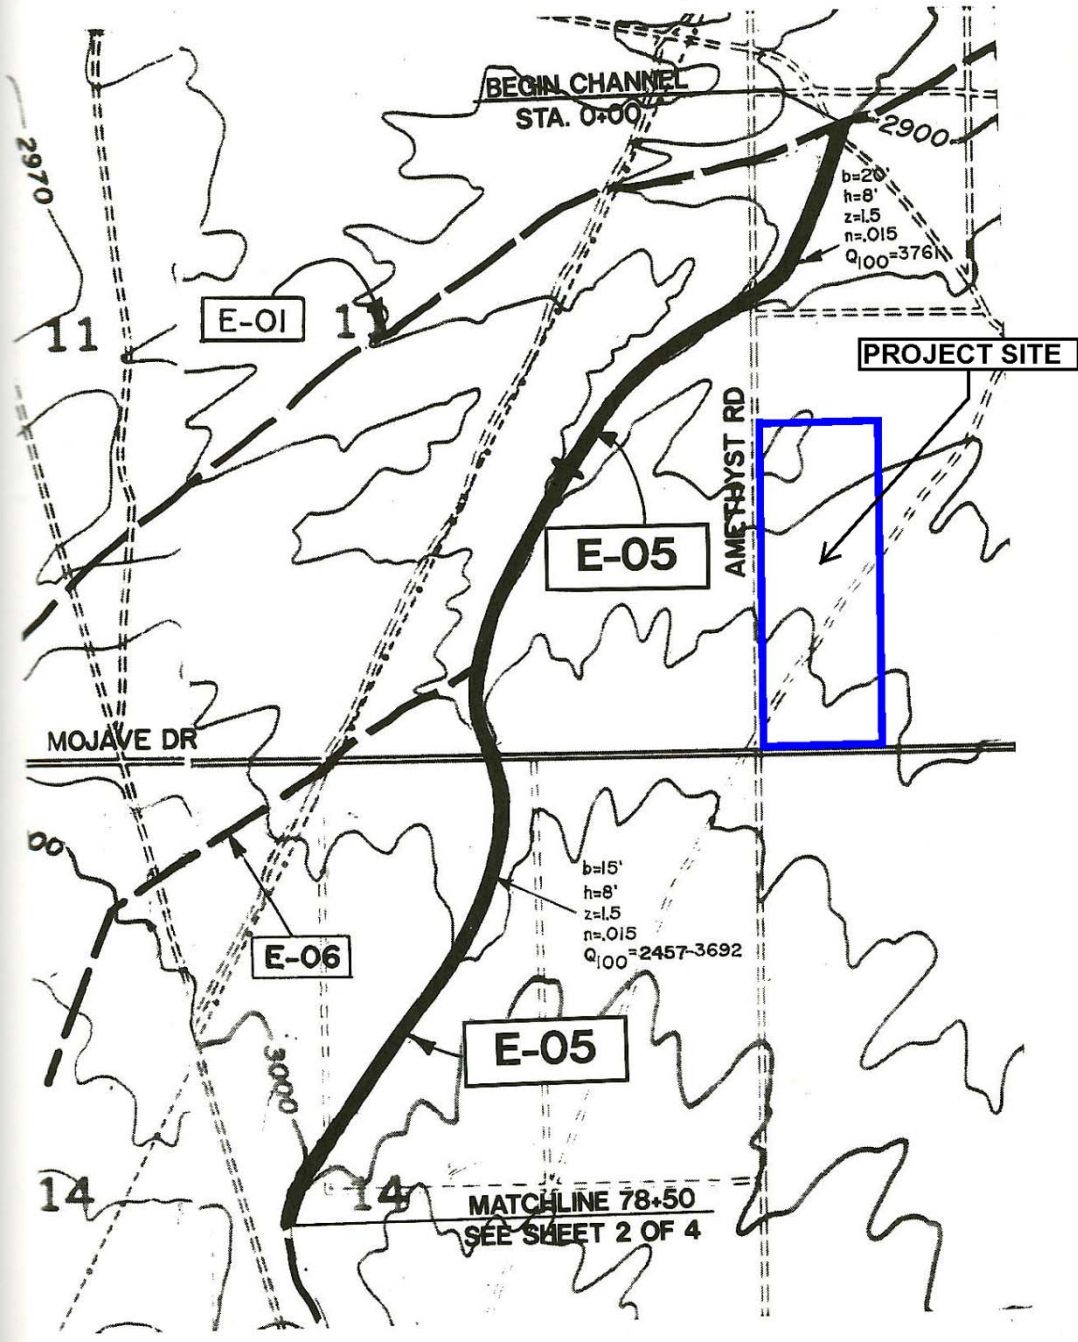 BEGIN CHANNEL
STA. 0+00
2900
2970
b=20'
h=8'
z=1.5
n=.015
Q100=3761
E-01
11
11
PROJECT SITE
AMETHYST RD
E-05
MOJAVE DR
00
b=15'
h=8'
z=1.5
n=.015
Q100=2457-3692
E-06
E-05
3000
14
14
MATCHLINE 78+50
SEE SHEET 2 OF 4